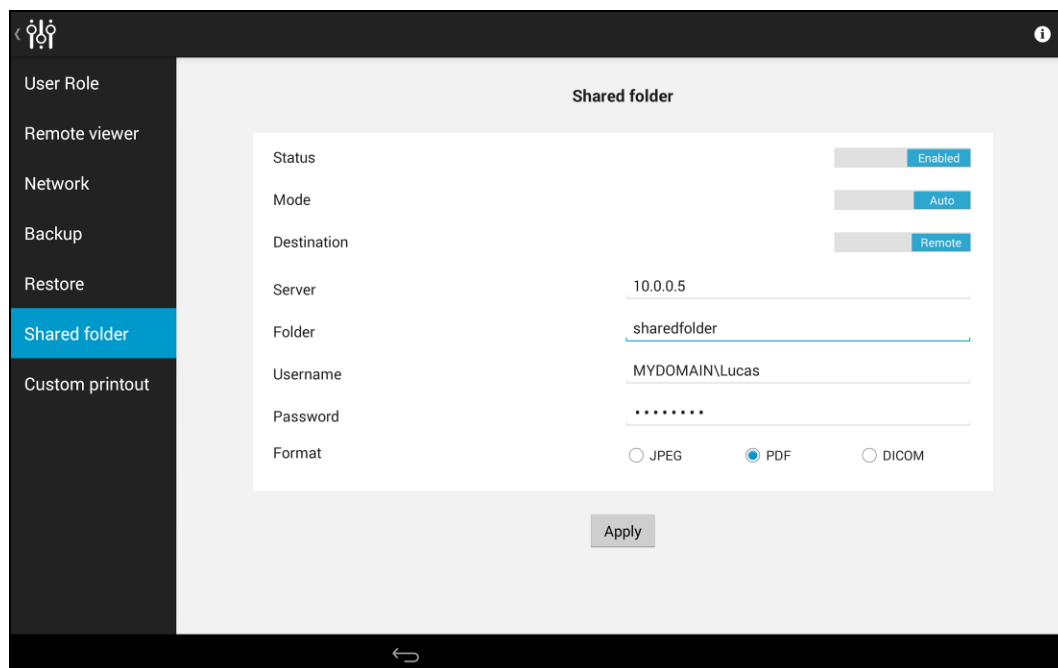 User Role
Remote viewer
Network
Backup
Restore
Shared folder
Custom printout
Shared folder
Status Enabled
Mode Auto
Destination Remote
Server 10.0.0.5
Folder sharedfolder
Username MYDOMAIN\Lucas
Password ••••••••
Format JPEG PDF DICOM
Apply